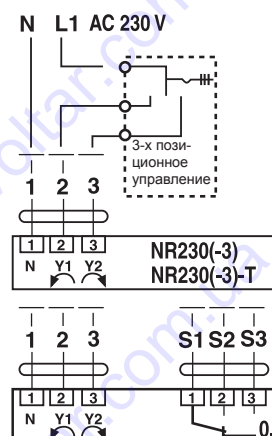 N L1 AC 230 V
3-х пози-
ционное
управление
1 2 3
1 2 3
N Y1 Y2
NR230(-3)
NR230(-3)-T
1 2 3
S1 S2 S3
1 2 3
1 2 3
N Y1 Y2
0.